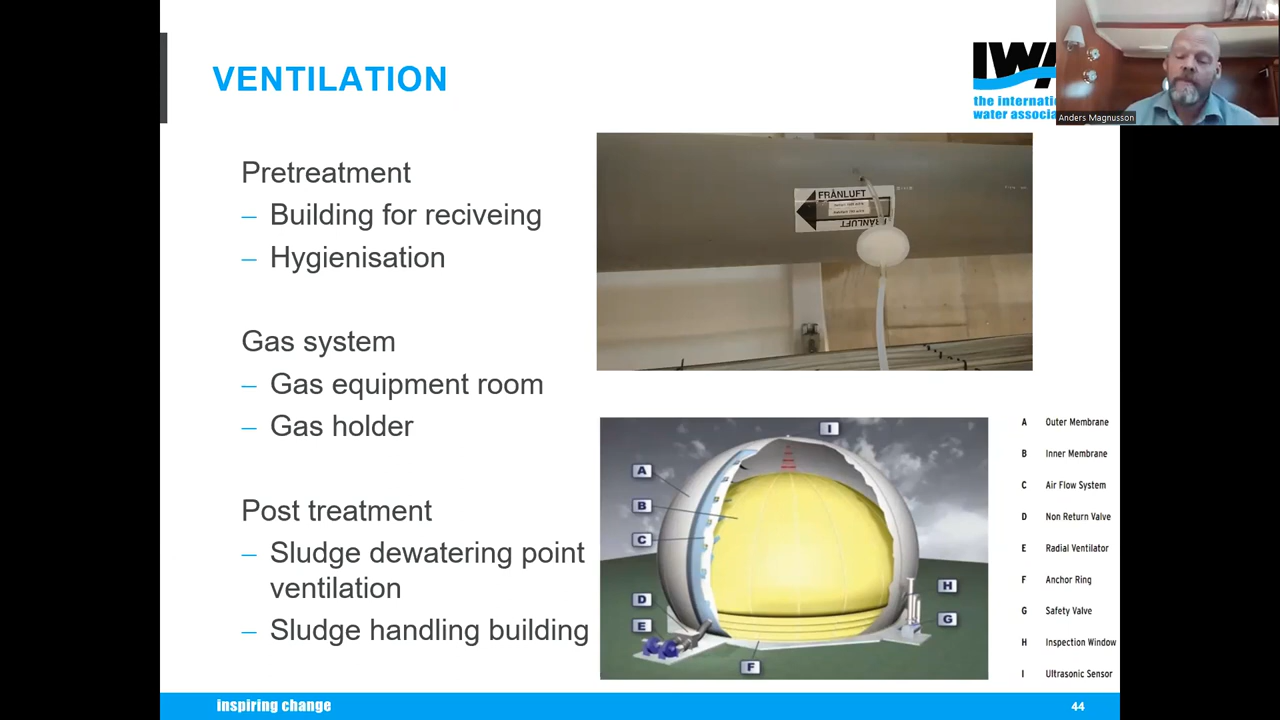 VENTILATION
IWA
the internati
water associa
Anders Magnusson
Pretreatment
– Building for reciveing
– Hygienisation
Gas system
– Gas equipment room
– Gas holder
Post treatment
– Sludge dewatering point
ventilation
– Sludge handling building
FRÅNLUFT
FRÅNLUFT
I
A
B
C
D
E
F
G
H
A Outer Membrane
B Inner Membrane
C Air Flow System
D Non Return Valve
E Radial Ventilator
F Anchor Ring
G Safety Valve
H Inspection Window
I Ultrasonic Sensor
inspiring change
44